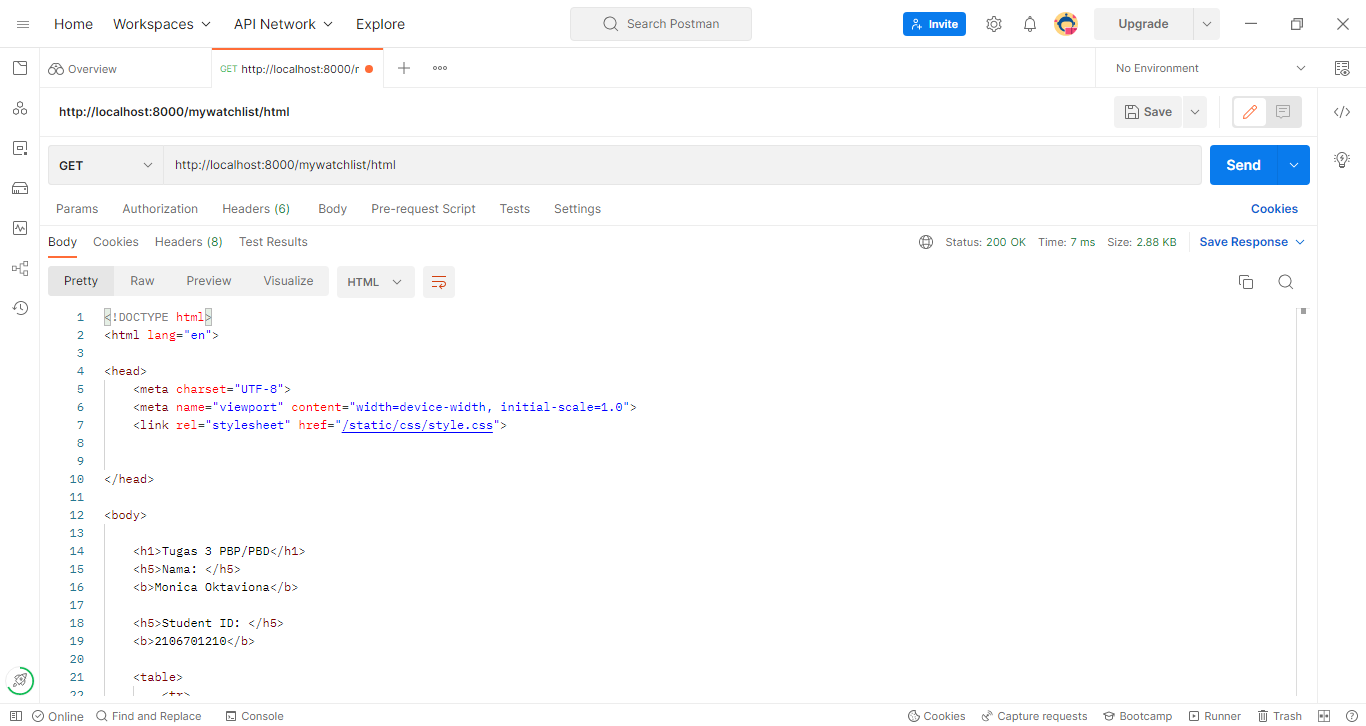 Home Workspaces API Network Explore Search Postman Invite Upgrade
Overview GET http://localhost:8000/r No Environment
http://localhost:8000/mywatchlist/html Save
GET http://localhost:8000/mywatchlist/html Send
Params Authorization Headers (6) Body Pre-request Script Tests Settings Cookies
Body Cookies Headers (8) Test Results Status: 200 OK Time: 7 ms Size: 2.88 KB Save Response
Pretty Raw Preview Visualize HTML
1 <!DOCTYPE html>
2 <html lang="en">
3
4 <head>
5 <meta charset="UTF-8">
6 <meta name="viewport" content="width=device-width, initial-scale=1.0">
7 <link rel="stylesheet" href="/static/css/style.css">
8
9
10 </head>
11
12 <body>
13
14 <h1>Tugas 3 PBP/PBD</h1>
15 <h5>Nama: </h5>
16 <b>Monica Oktaviona</b>
17
18 <h5>Student ID: </h5>
19 <b>2106701210</b>
20
21 <table>
22 <tr>
Online Find and Replace Console Cookies Capture requests Bootcamp Runner Trash